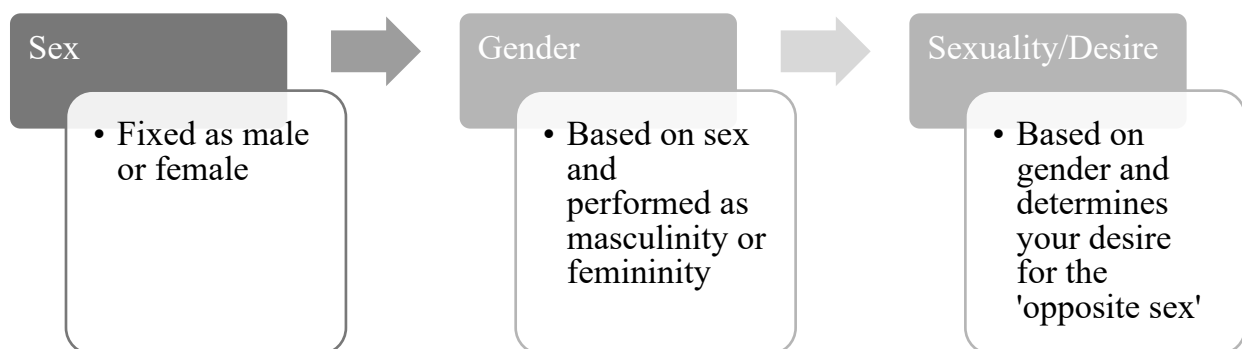 Sex
• Fixed as male
or female
Gender
• Based on sex
and
performed as
masculinity or
femininity
Sexuality/Desire
• Based on
gender and
determines
your desire
for the
'opposite sex'